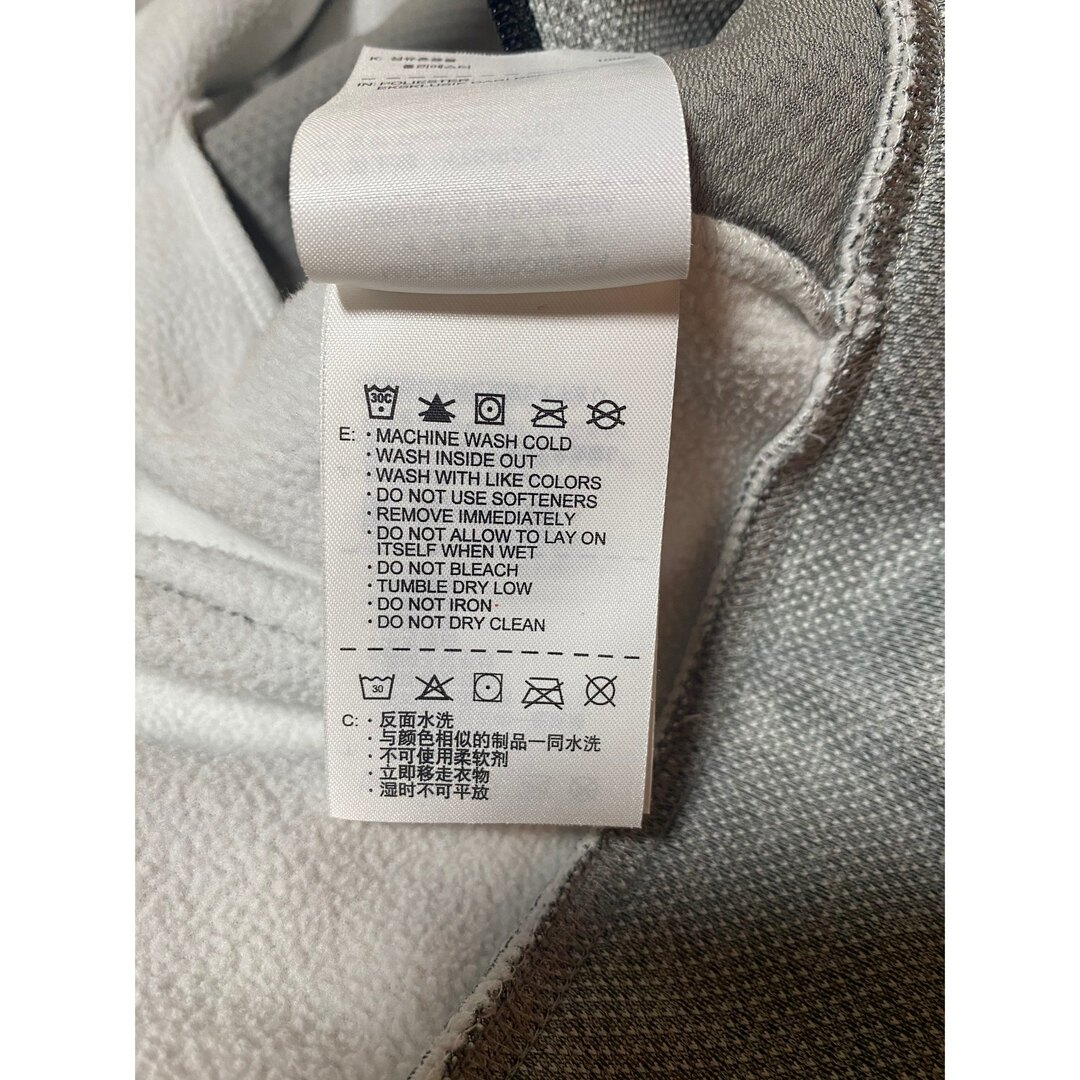 30C
E: · MACHINE WASH COLD
· WASH INSIDE OUT
· WASH WITH LIKE COLORS
· DO NOT USE SOFTENERS
· REMOVE IMMEDIATELY
· DO NOT ALLOW TO LAY ON
ITSELF WHEN WET
· DO NOT BLEACH
· TUMBLE DRY LOW
· DO NOT IRON
· DO NOT DRY CLEAN
30
C: · 反面水洗
· 与颜色相似的制品一同水洗
· 不可使用柔软剂
· 立即移走衣物
· 湿时不可平放